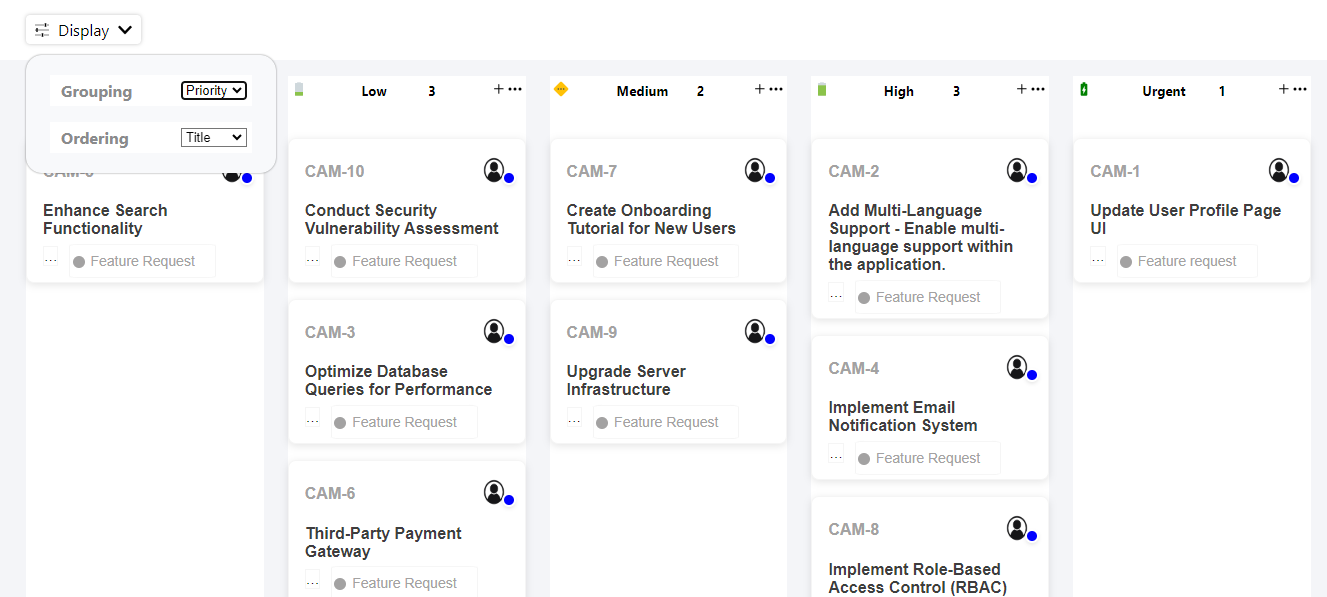 Display
Grouping
Priority
Ordering
Title
Enhance Search
Functionality
...
Feature Request
Low 3 + ...
CAM-10
Conduct Security
Vulnerability Assessment
...
Feature Request
CAM-3
Optimize Database
Queries for Performance
...
Feature Request
CAM-6
Third-Party Payment
Gateway
...
Feature Request
Medium 2 + ...
CAM-7
Create Onboarding
Tutorial for New Users
...
Feature Request
CAM-9
Upgrade Server
Infrastructure
...
Feature Request
High 3 + ...
CAM-2
Add Multi-Language
Support - Enable multi-
language support within
the application.
...
Feature Request
CAM-4
Implement Email
Notification System
...
Feature Request
CAM-8
Implement Role-Based
Access Control (RBAC)
Urgent 1 + ...
CAM-1
Update User Profile Page
UI
...
Feature request